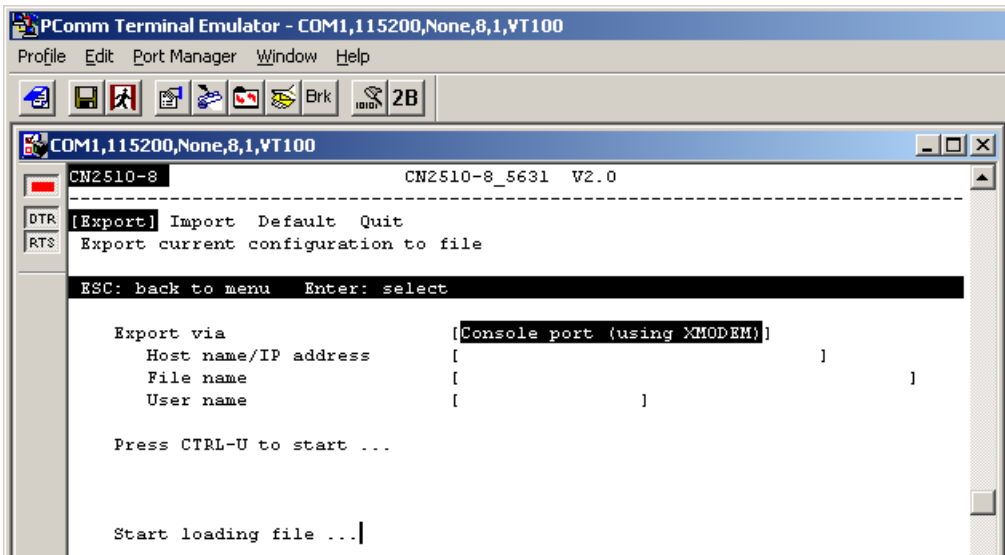 PComm Terminal Emulator - COM1,115200,None,8,1,VT100
Profile Edit Port Manager Window Help
Brk 2B
COM1,115200,None,8,1,VT100
CN2510-8 CN2510-8_5631 V2.0
DTR [Export] Import Default Quit
RTS Export current configuration to file
ESC: back to menu Enter: select
Export via [Console port (using XMODEM)]
Host name/IP address [ ]
File name [ ]
User name [ ]
Press CTRL-U to start ...
Start loading file ...